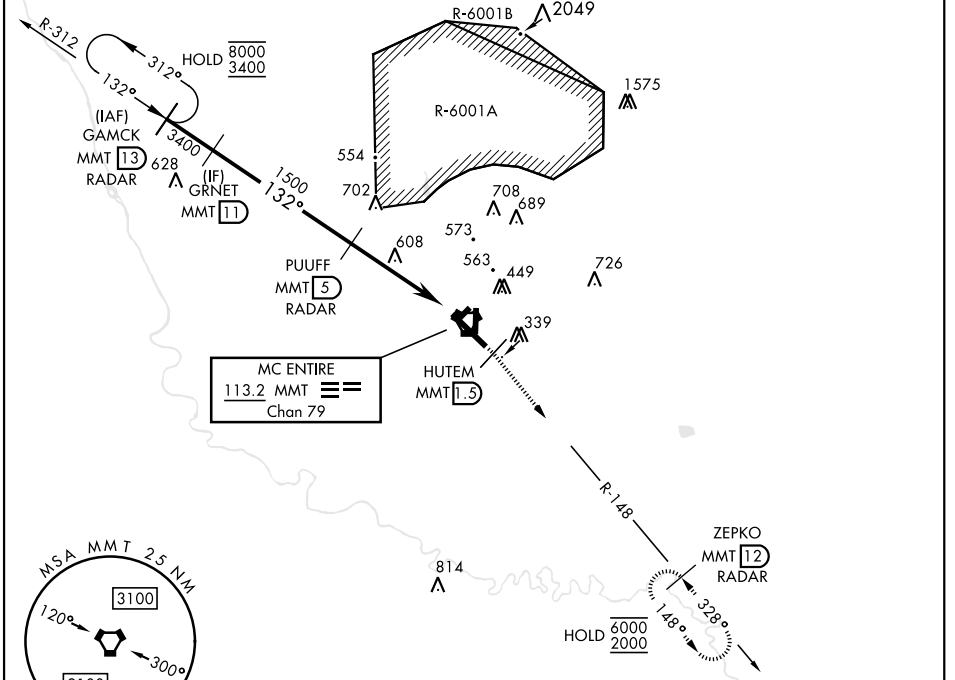 R-312
312°
132°
HOLD 8000
3400
R-6001B
2049
1575
R-6001A
(IAF)
GAMCK
MMT 13
RADAR
3400
628
(IF)
GRNET
MMT 11
1500
132°
554
702
708
689
573
563
449
726
608
PUUFF
MMT 5
RADAR
339
MC ENTIRE
113.2 MMT
Chan 79
HUTEM
MMT 1.5
R-148
ZEPKO
MMT 12
RADAR
328°
148°
HOLD 6000
2000
814
MSA MMT 25 NM
3100
120°
300°